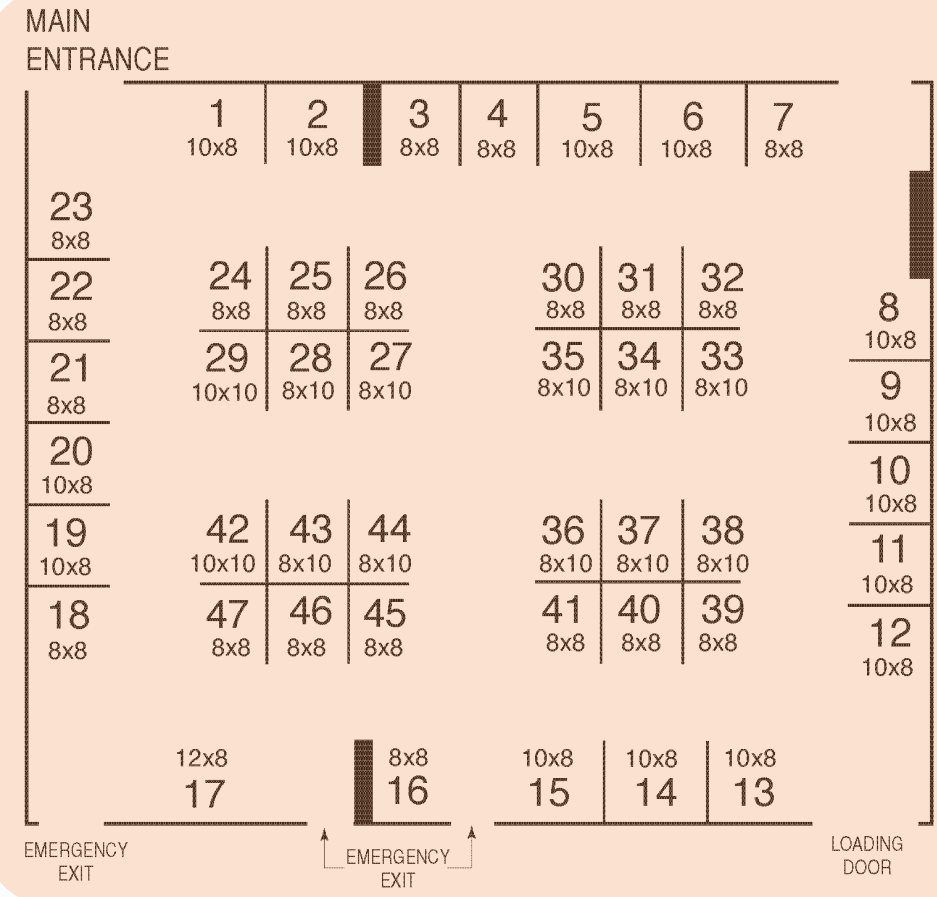 MAIN
ENTRANCE
1 2 3 4 5 6 7
10x8 10x8 8x8 8x8 10x8 10x8 8x8
23
8x8
24 25 26 30 31 32
8x8 8x8 8x8 8x8 8x8 8x8
22
8x8
8
10x8
29 28 27 35 34 33
10x10 8x10 8x10 8x10 8x10 8x10
21
8x8
9
10x8
20
10x8
10
10x8
42 43 44 36 37 38
10x10 8x10 8x10 8x10 8x10 8x10
19
10x8
11
10x8
47 46 45 41 40 39
8x8 8x8 8x8 8x8 8x8 8x8
18
8x8
12
10x8
12x8 8x8 10x8 10x8 10x8
17 16 15 14 13
EMERGENCY
EXIT
EMERGENCY
EXIT
LOADING
DOOR